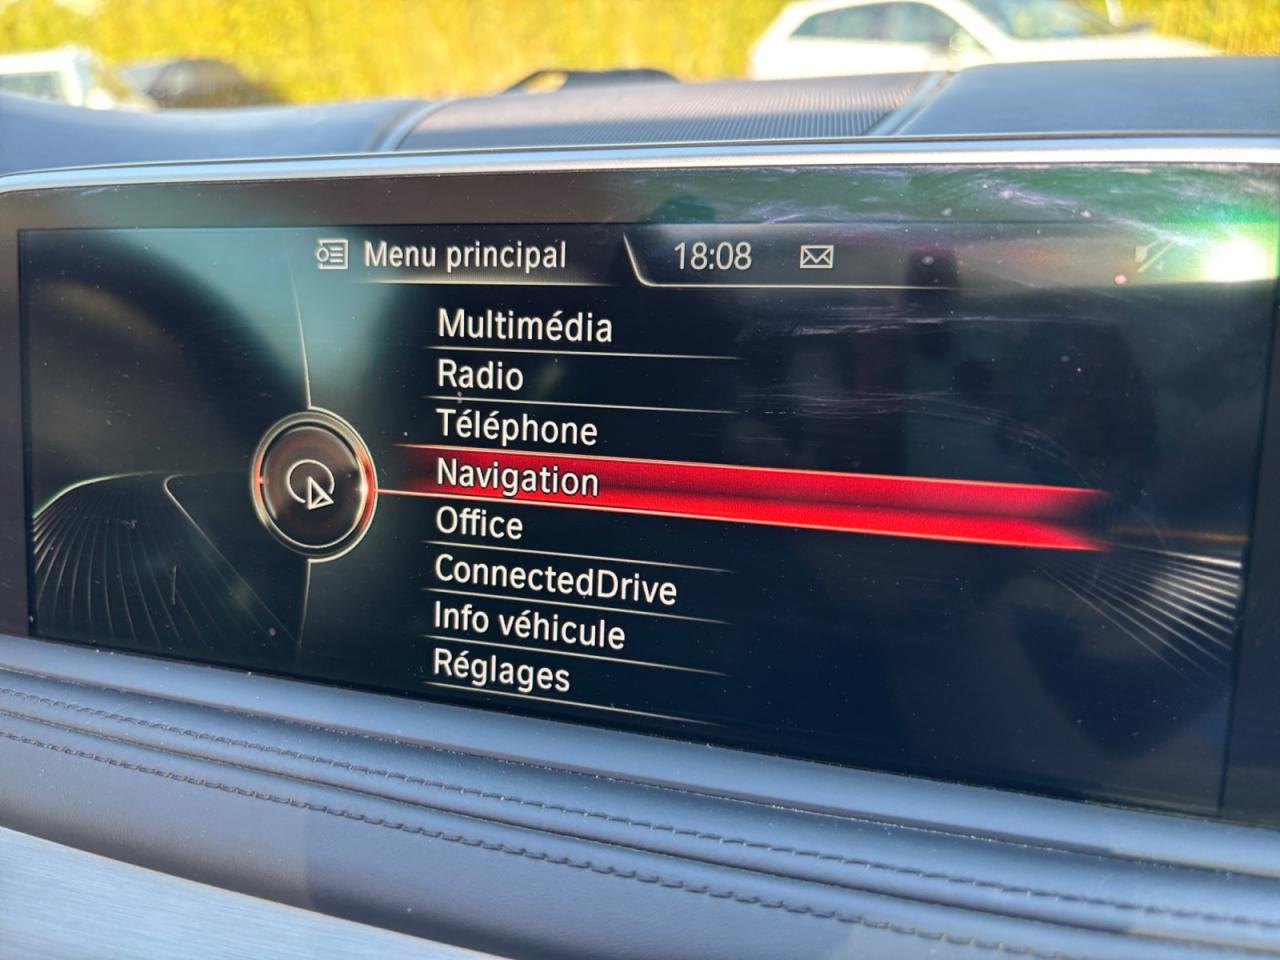 Menu principal 18:08
Multimédia
Radio
Téléphone
Navigation
Office
ConnectedDrive
Info véhicule
Réglages